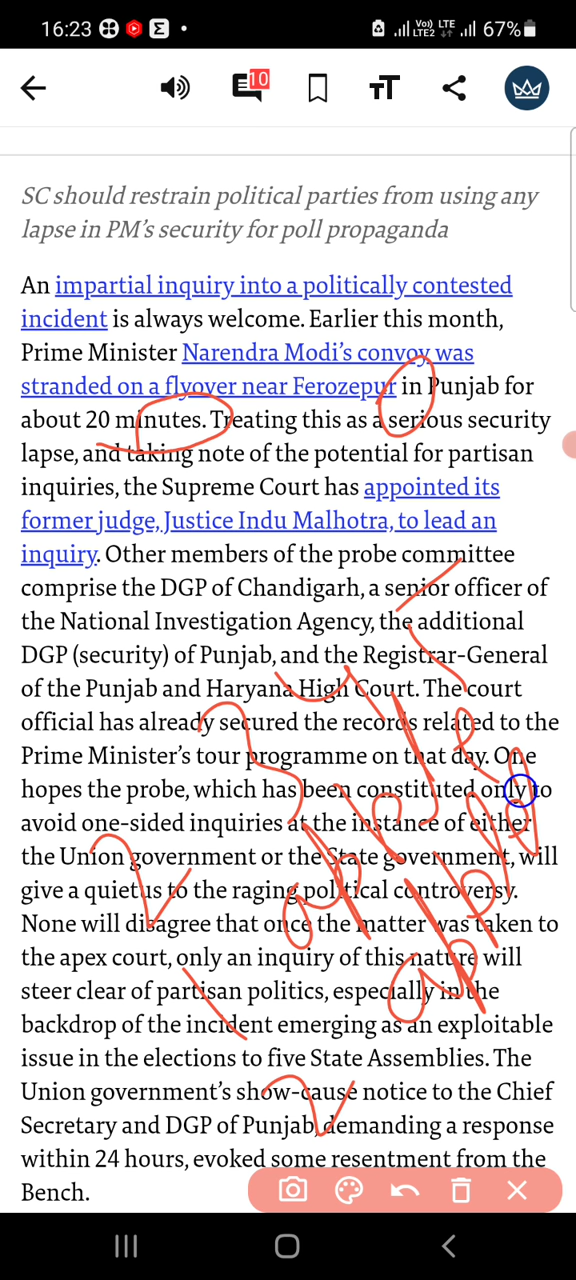 16:23 Σ Vo) LTE LTE2 67%
10 TT
SC should restrain political parties from using any
lapse in PM's security for poll propaganda
An impartial inquiry into a politically contested
incident is always welcome. Earlier this month,
Prime Minister Narendra Modi's convoy was
stranded on a flyover near Ferozepur in Punjab for
about 20 minutes. Treating this as a serious security
lapse, and taking note of the potential for partisan
inquiries, the Supreme Court has appointed its
former judge, Justice Indu Malhotra, to lead an
inquiry. Other members of the probe committee
comprise the DGP of Chandigarh, a senior officer of
the National Investigation Agency, the additional
DGP (security) of Punjab, and the Registrar-General
of the Punjab and Haryana High Court. The court
official has already secured the records related to the
Prime Minister's tour programme on that day. One
hopes the probe, which has been constituted only to
avoid one-sided inquiries at the instance of either
the Union government or the State government, will
give a quietus to the raging political controversy.
None will disagree that once the matter was taken to
the apex court, only an inquiry of this nature will
steer clear of partisan politics, especially in the
backdrop of the incident emerging as an exploitable
issue in the elections to five State Assemblies. The
Union government's show-cause notice to the Chief
Secretary and DGP of Punjab, demanding a response
within 24 hours, evoked some resentment from the
Bench.